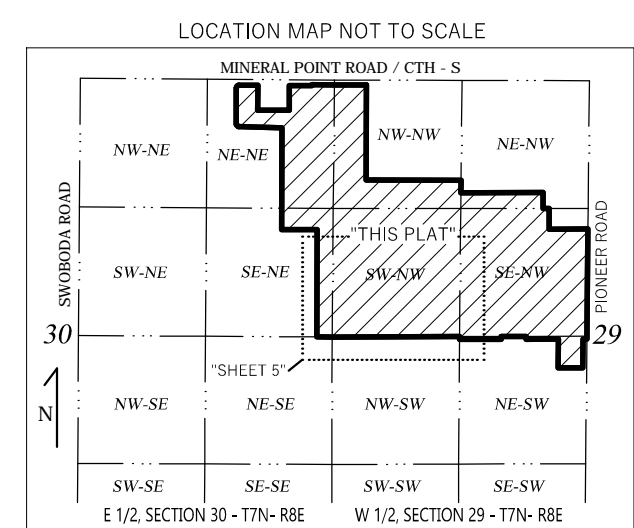 LOCATION MAP NOT TO SCALE
MINERAL POINT ROAD / CTH - S
NW-NE
NE-NE
NW-NW
NE-NW
SWOBODA ROAD
PIONEER ROAD
"THIS PLAT"
SW-NE
SE-NE
SW-NW
SE-NW
30
29
"SHEET 5"
N
NW-SE
NE-SE
NW-SW
NE-SW
SW-SE
SE-SE
SW-SW
SE-SW
E 1/2, SECTION 30 - T7N- R8E
W 1/2, SECTION 29 - T7N- R8E